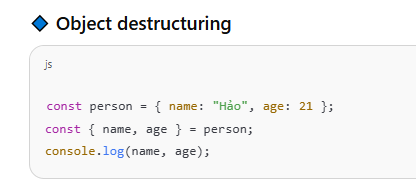 🔷 Object destructuring
js
const person = { name: "Hảo", age: 21 };
const { name, age } = person;
console.log(name, age);